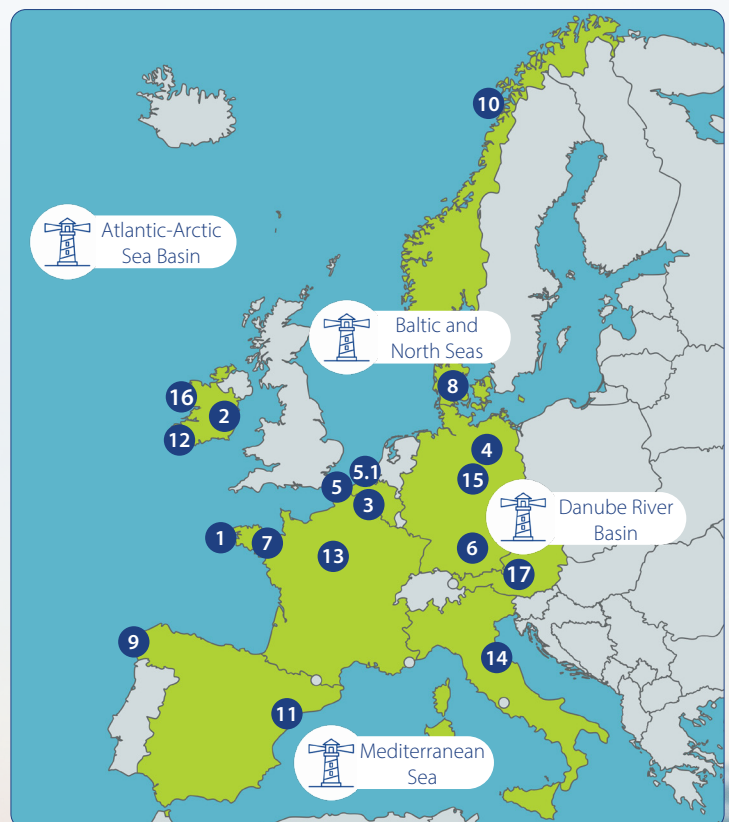 10
Atlantic-Arctic
Sea Basin
Baltic and
North Seas
8
16
2
12
4
5.1
15
5
3
Danube River
Basin
1
7
6
13
17
9
14
11
Mediterranean
Sea